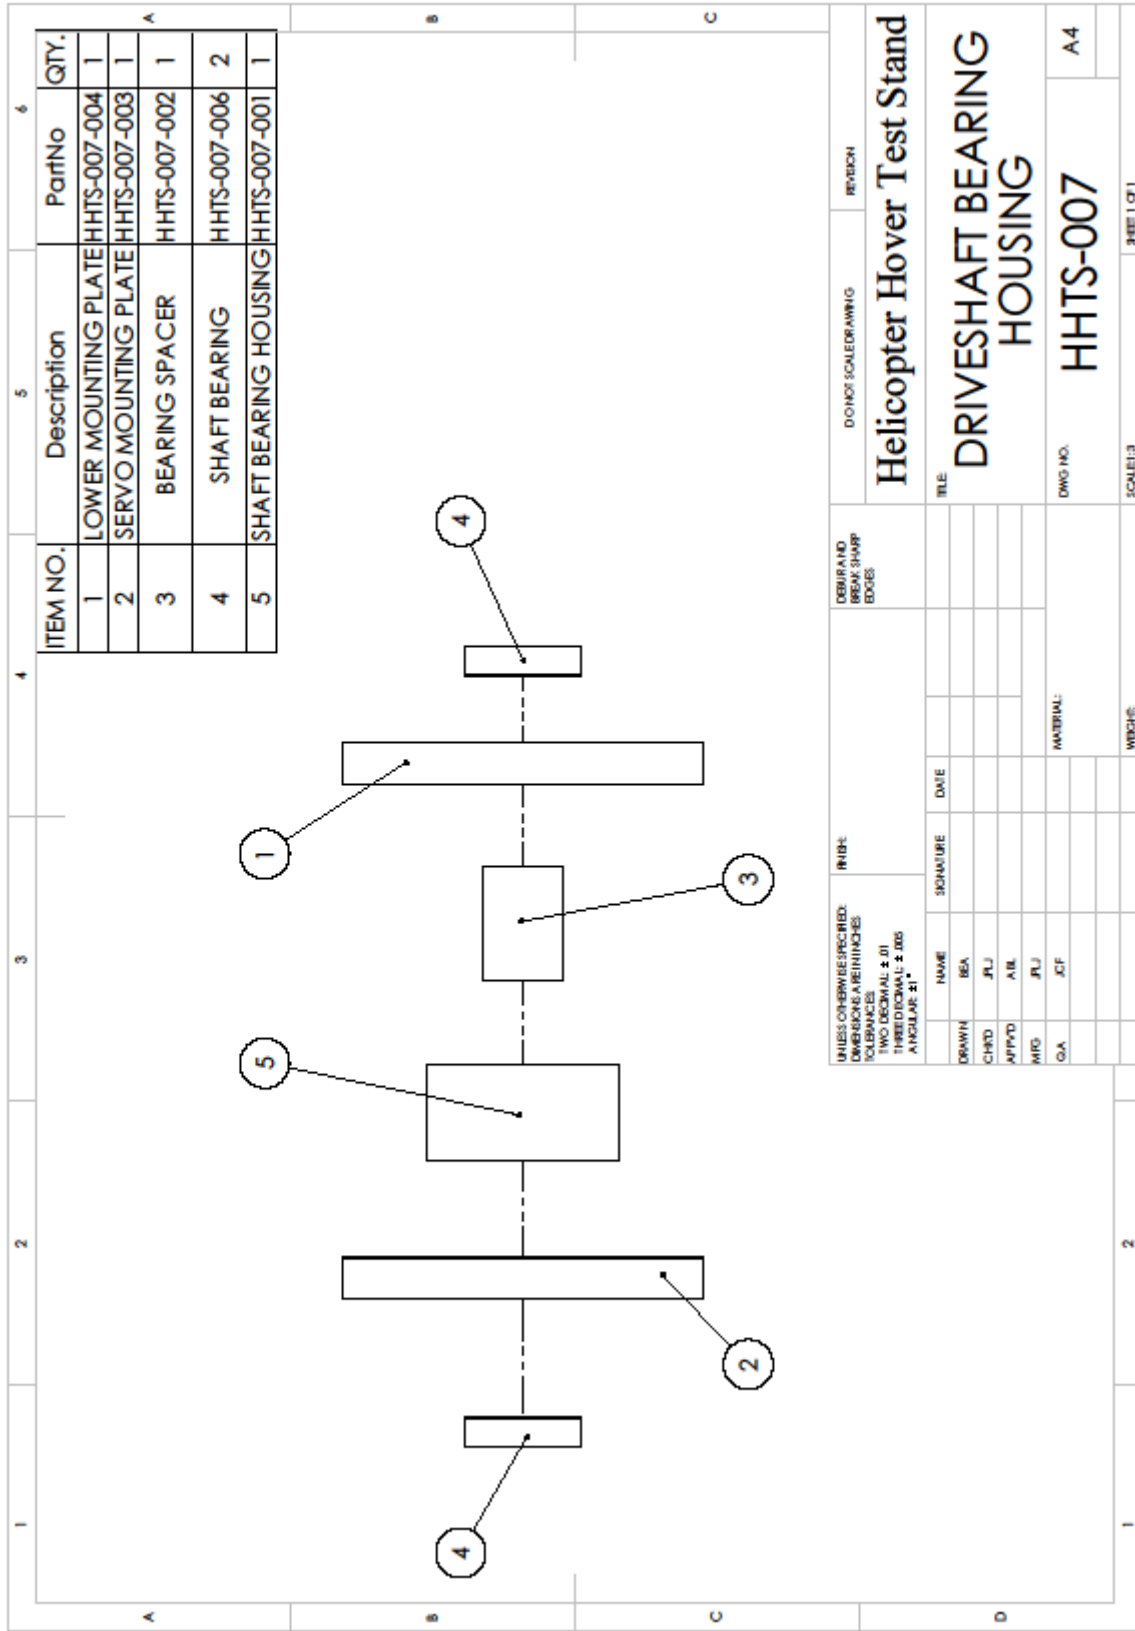 1 2 3 4 5 6
A
B
C
D
A
B
C
ITEM NO. Description PartNo QTY.
1 LOWER MOUNTING PLATE HHTS-007-004 1
2 SERVO MOUNTING PLATE HHTS-007-003 1
3 BEARING SPACER HHTS-007-002 1
4 SHAFT BEARING HHTS-007-006 2
5 SHAFT BEARING HOUSING HHTS-007-001 1
4
2
5
3
1
4
UNLESS OTHERWISE SPECIFIED:
DIMENSIONS ARE IN INCHES
TOLERANCES:
TWO DECIMAL: ± .01
THREE DECIMAL: ± .005
ANGULAR: ±1°
FINISH:
DEBUR AND
BREAK SHARP
EDGES
DO NOT SCALE DRAWING
REVISION
Helicopter Hover Test Stand
NAME SIGNATURE DATE
DRAWN BEA
CHK'D JPLJ
APPV'D ABL
MFG JPLJ
Q.A JCF
TITLE:
DRIVESHAFT BEARING
HOUSING
MATERIAL:
DWG NO.
HHTS-007
A4
WEIGHT:
SCALE:1:3
SHEET 1 OF 1
1 2